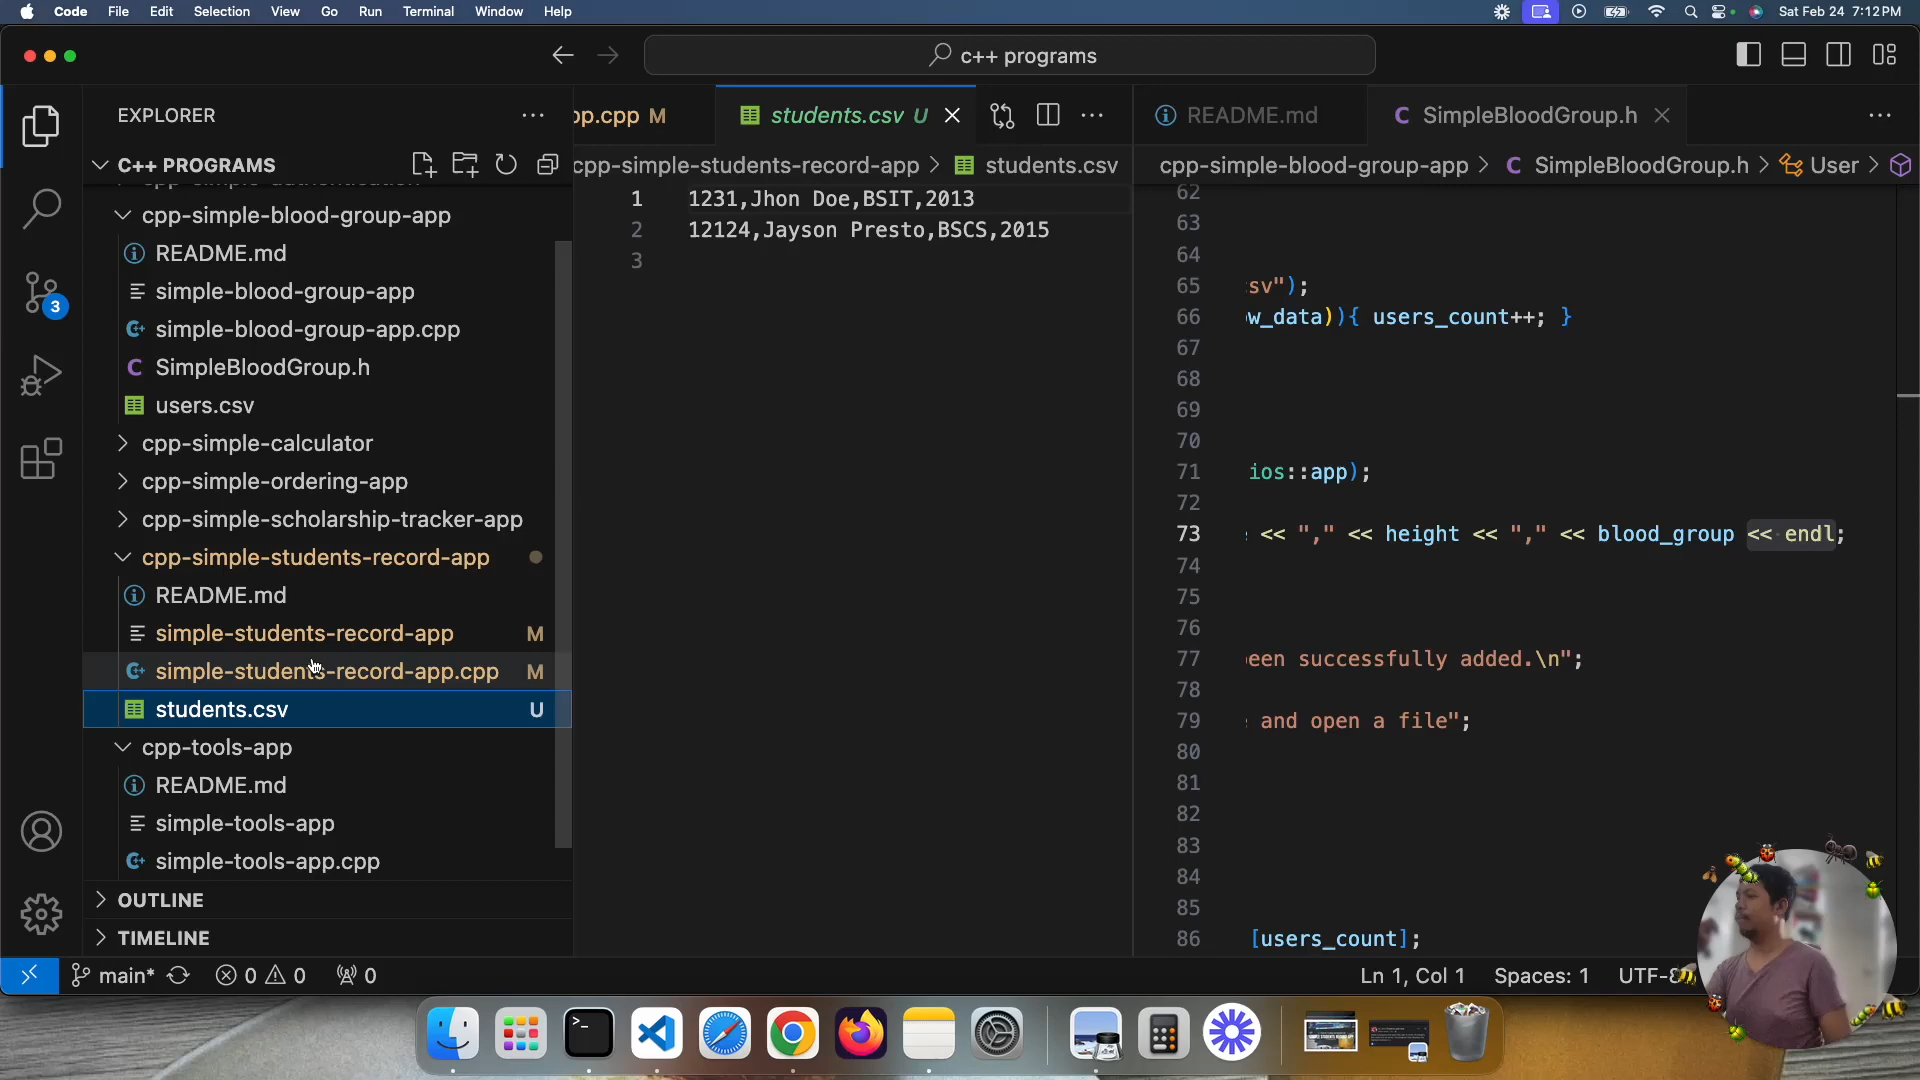 Code File Edit Selection View Go Run Terminal Window Help Sat Feb 24 7:12 PM
c++ programs
EXPLORER
C++ PROGRAMS
cpp-simple-blood-group-app
README.md
simple-blood-group-app
simple-blood-group-app.cpp
SimpleBloodGroup.h
users.csv
cpp-simple-calculator
cpp-simple-ordering-app
cpp-simple-scholarship-tracker-app
cpp-simple-students-record-app
README.md
simple-students-record-app M
simple-students-record-app.cpp M
students.csv U
cpp-tools-app
README.md
simple-tools-app
simple-tools-app.cpp
OUTLINE
TIMELINE
3
pp.cpp M students.csv U
cpp-simple-students-record-app > students.csv
1 1231,Jhon Doe,BSIT,2013
2 12124,Jayson Presto,BSCS,2015
3
README.md SimpleBloodGroup.h
cpp-simple-blood-group-app > SimpleBloodGroup.h > User >
62
63
64
65 sv");
66 w_data)){ users_count++; }
67
68
69
70
71 ios::app);
72
73 << "," << height << "," << blood_group << endl;
74
75
76
77 een successfully added.\n";
78
79 and open a file";
80
81
82
83
84
85
86 [users_count];
main* 0 0 0 Ln 1, Col 1 Spaces: 1 UTF-8